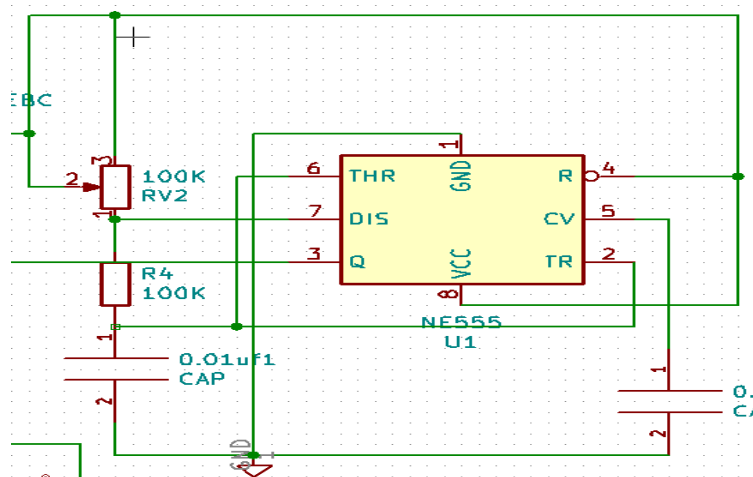 EBC
3
2
1
100K
RV2
R4
100K
1
0.01uf1
CAP
2
6
THR
7
DIS
3
Q
1
GND
VCC
8
R
4
CV
5
TR
2
NE555
U1
1
2
0.
CA
GND
1